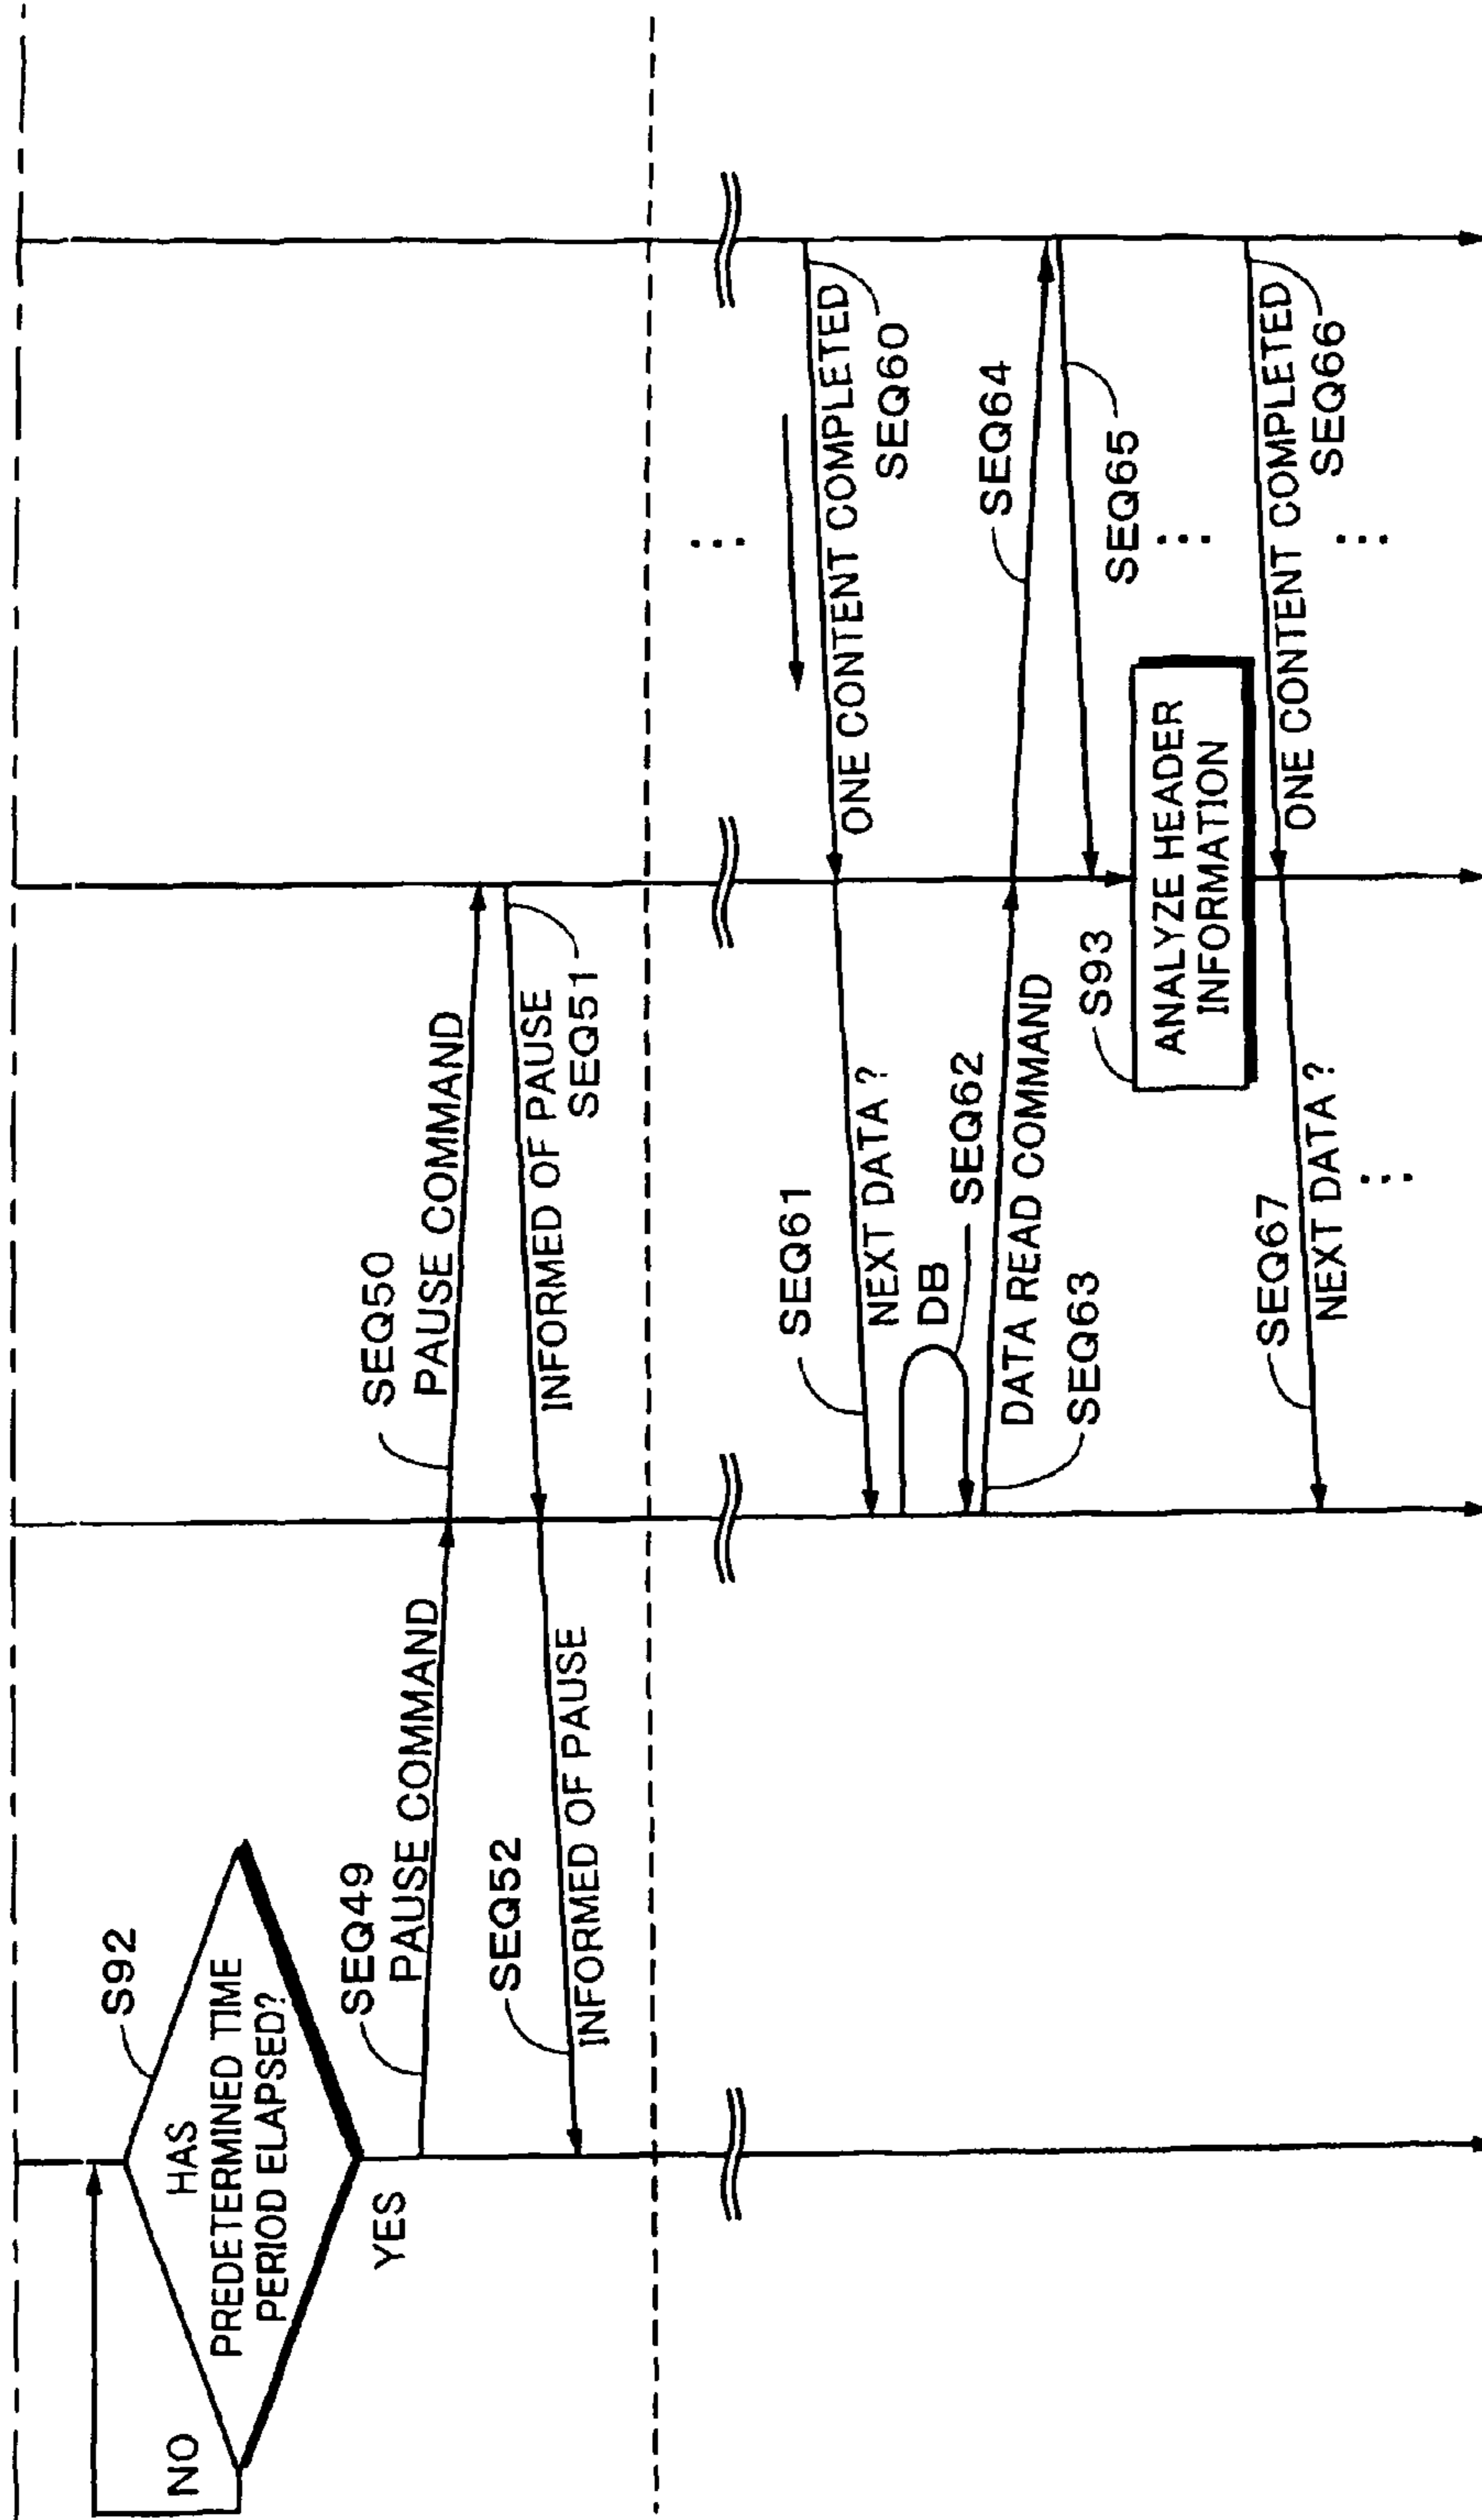 S92
HAS
PREDETERMINED TIME
PERIOD ELAPSED?
NO
YES
SEQ49
PAUSE COMMAND
SEQ50
PAUSE COMMAND
INFORMED OF PAUSE
SEQ51
SEQ52
INFORMED OF PAUSE
ONE CONTENT COMPLETED
SEQ60
SEQ61
NEXT DATA?
DB
SEQ62
DATA READ COMMAND
SEQ63
SEQ64
SEQ65
S93
ANALYZE HEADER
INFORMATION
ONE CONTENT COMPLETED
SEQ66
SEQ67
NEXT DATA?